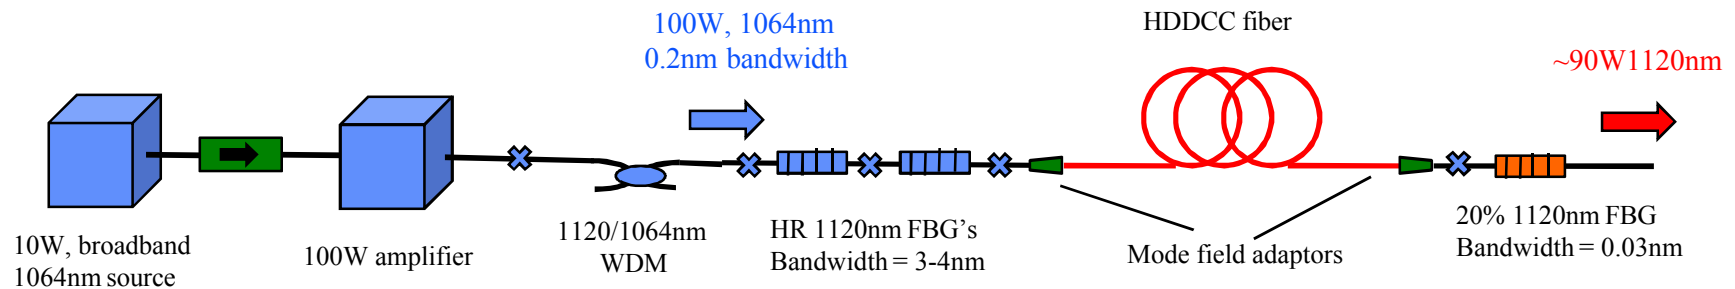 100W, 1064nm
0.2nm bandwidth
HDDCC fiber
~90W1120nm
10W, broadband
1064nm source
100W amplifier
1120/1064nm
WDM
HR 1120nm FBG's
Bandwidth = 3-4nm
Mode field adaptors
20% 1120nm FBG
Bandwidth = 0.03nm